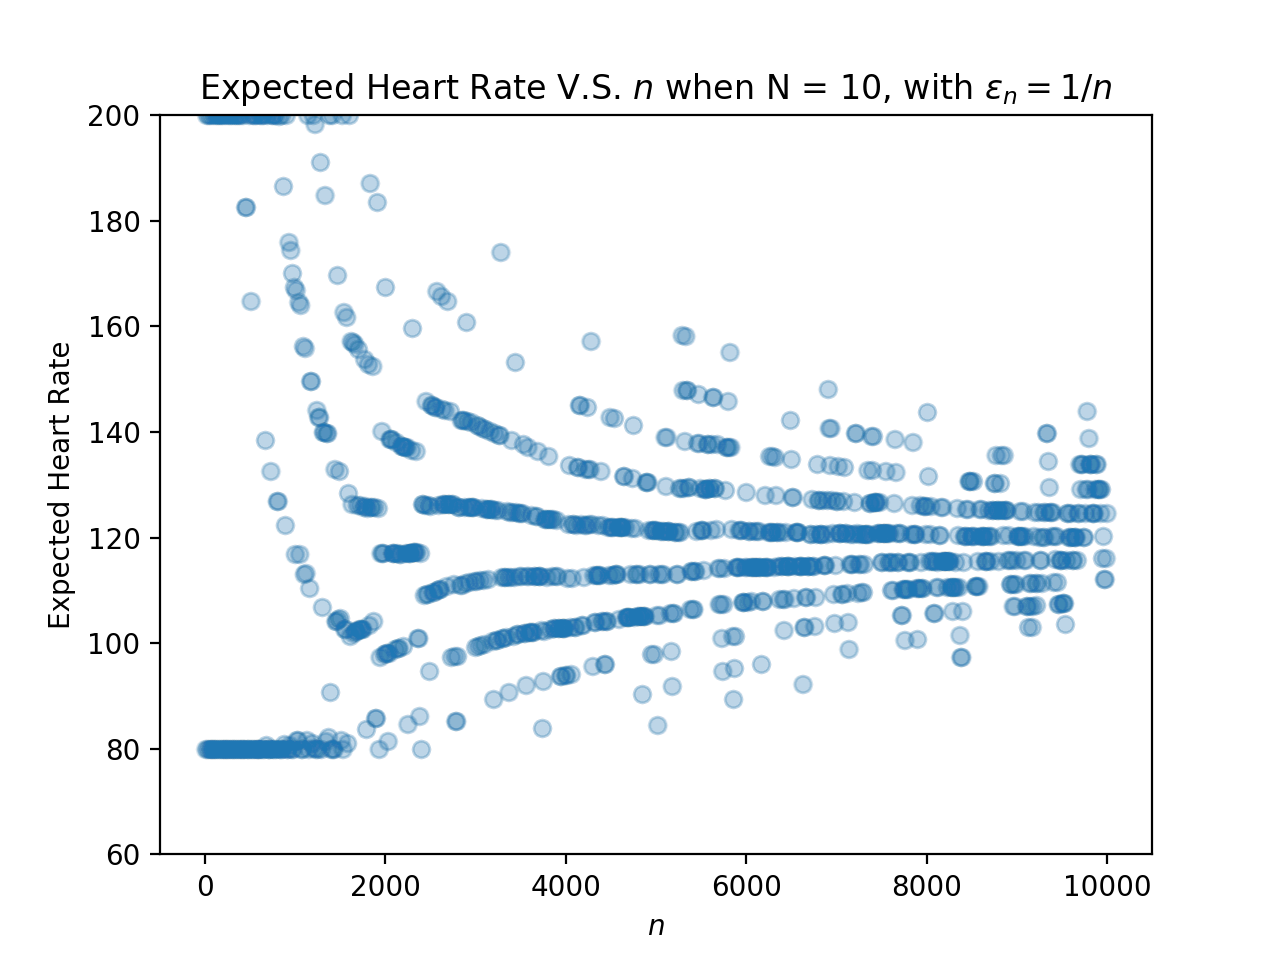 Expected Heart Rate V.S. n when N = 10, with εₙ = 1/n
200
180
160
140
120
100
80
60
Expected Heart Rate
0 2000 4000 6000 8000 10000
n